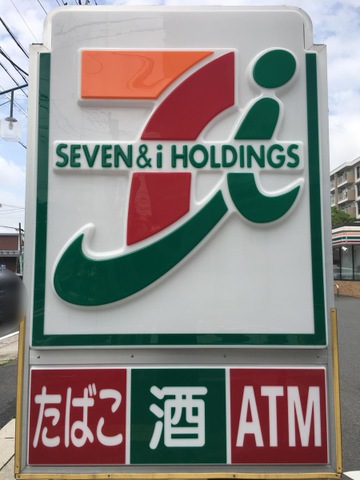 SEVEN&i HOLDINGS
たばこ 酒 ATM